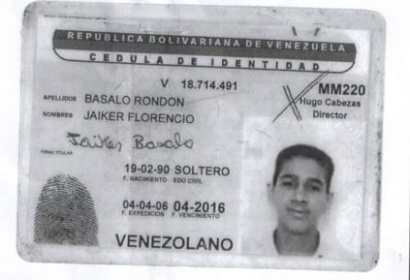 REPUBLICA BOLIVARIANA DE VENEZUELA
CEDULA DE IDENTIDAD
V 18.714.491
MM220
Hugo Cabezas
Director
APELLIDOS BASALO RONDON
NOMBRES JAIKER FLORENCIO
Jaiker Basalo
FIRMA TITULAR
19-02-90 SOLTERO
F. NACIMIENTO EDO CIVIL
04-04-06 04-2016
F. EXPEDICION F. VENCIMIENTO
VENEZOLANO